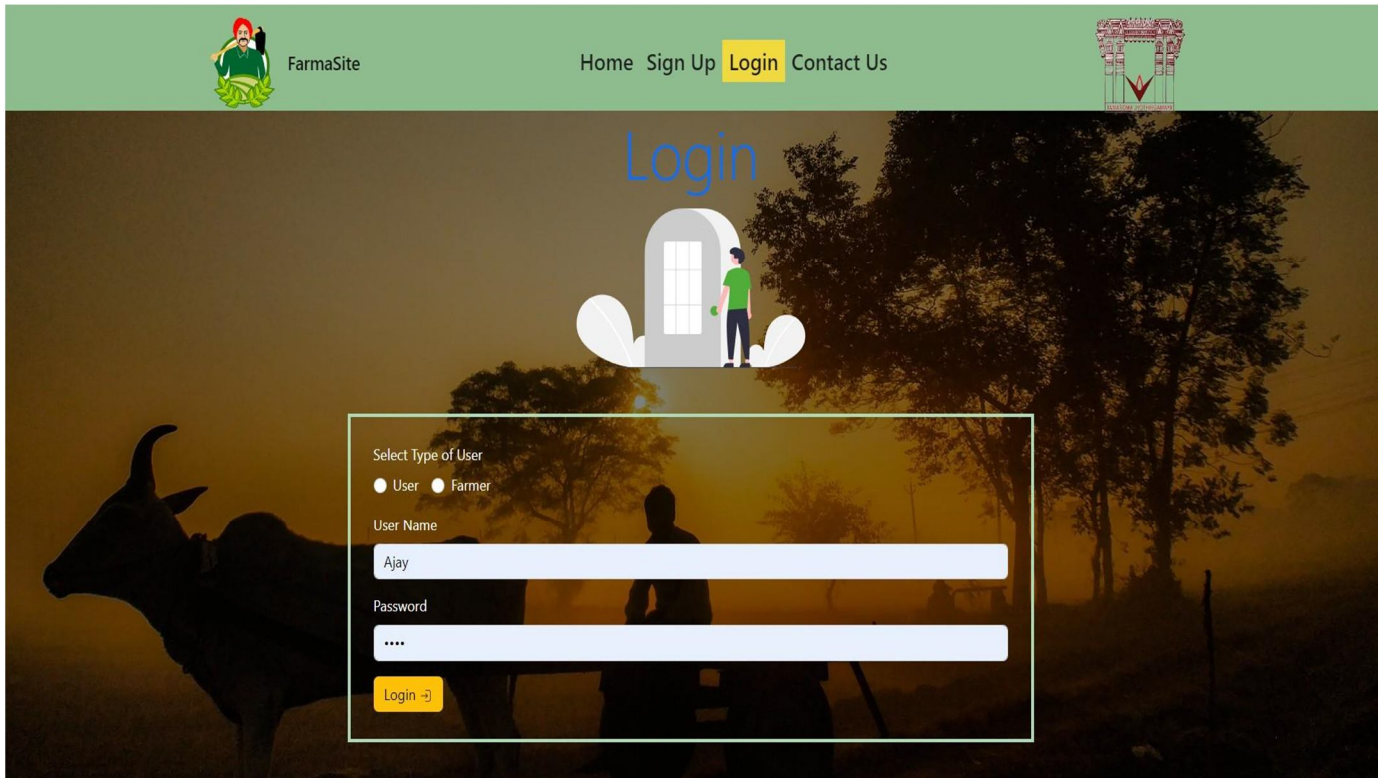 FarmaSite
Home Sign Up Login Contact Us
Login
Select Type of User
User Farmer
User Name
Ajay
Password
••••
Login